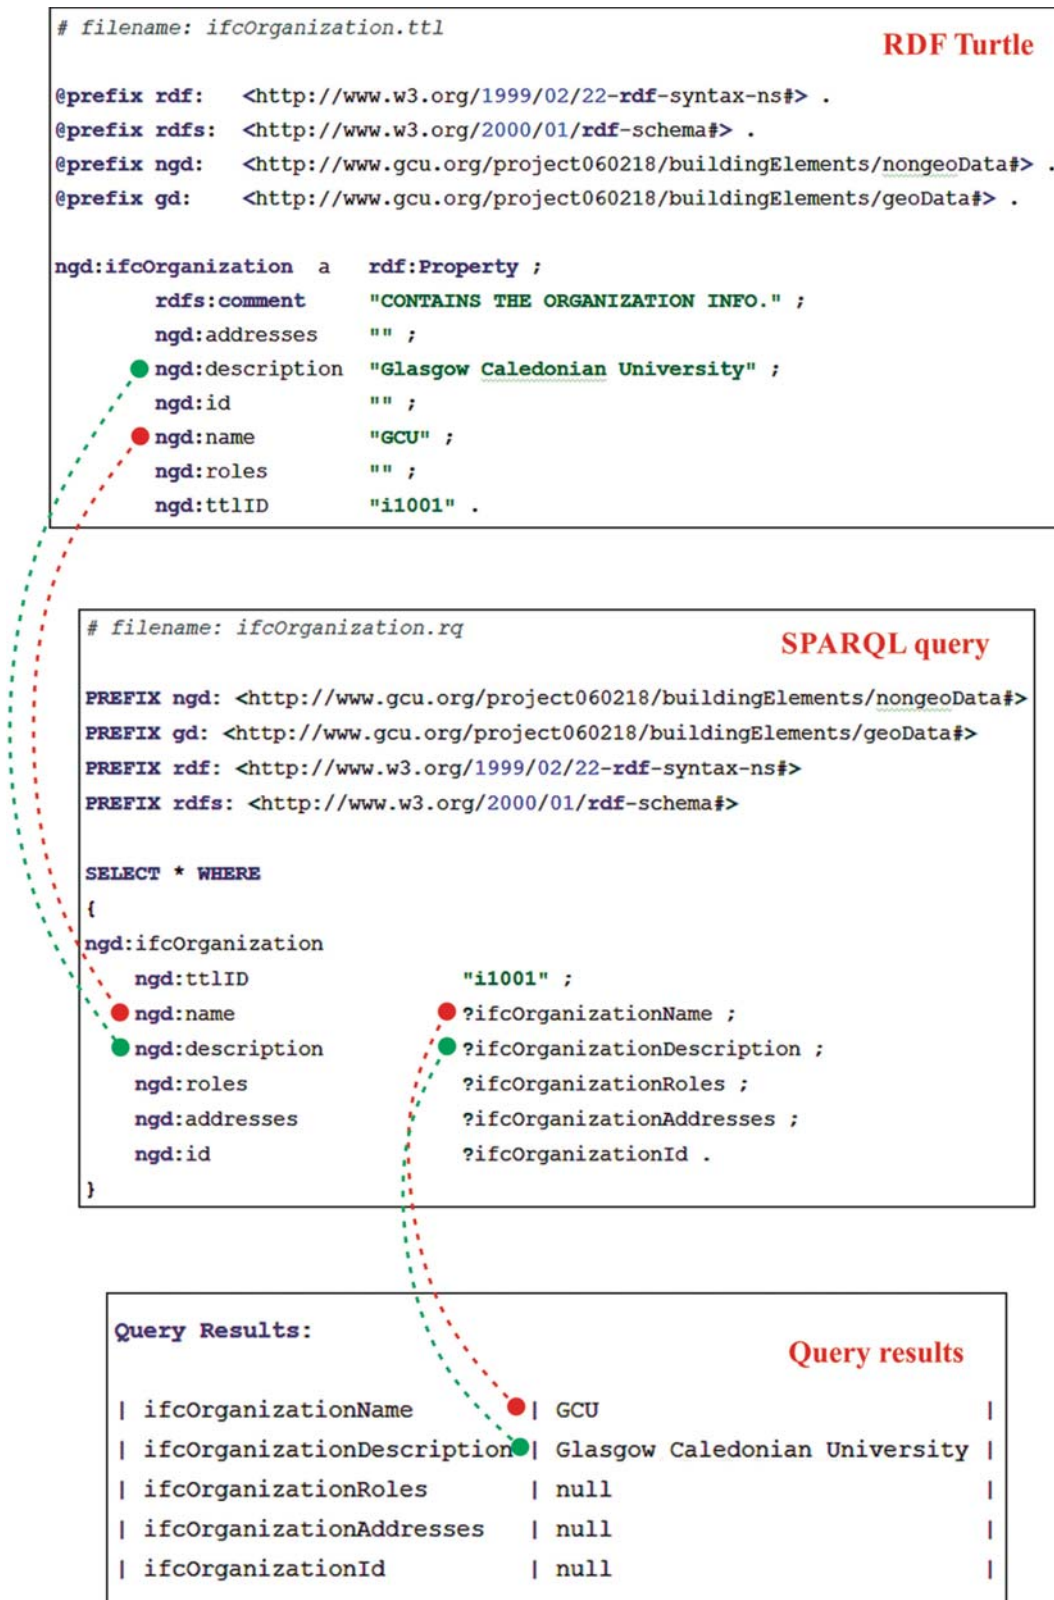 # filename: ifcOrganization.ttl
RDF Turtle
@prefix rdf: <http://www.w3.org/1999/02/22-rdf-syntax-ns#> .
@prefix rdfs: <http://www.w3.org/2000/01/rdf-schema#> .
@prefix ngd: <http://www.gcu.org/project060218/buildingElements/nongeoData#> .
@prefix gd: <http://www.gcu.org/project060218/buildingElements/geoData#> .
ngd:ifcOrganization a rdf:Property ;
rdfs:comment "CONTAINS THE ORGANIZATION INFO." ;
ngd:addresses "" ;
ngd:description "Glasgow Caledonian University" ;
ngd:id "" ;
ngd:name "GCU" ;
ngd:roles "" ;
ngd:ttlID "i1001" .
# filename: ifcOrganization.rq
SPARQL query
PREFIX ngd: <http://www.gcu.org/project060218/buildingElements/nongeoData#>
PREFIX gd: <http://www.gcu.org/project060218/buildingElements/geoData#>
PREFIX rdf: <http://www.w3.org/1999/02/22-rdf-syntax-ns#>
PREFIX rdfs: <http://www.w3.org/2000/01/rdf-schema#>
SELECT * WHERE
{
ngd:ifcOrganization
ngd:ttlID "i1001" ;
ngd:name ?ifcOrganizationName ;
ngd:description ?ifcOrganizationDescription ;
ngd:roles ?ifcOrganizationRoles ;
ngd:addresses ?ifcOrganizationAddresses ;
ngd:id ?ifcOrganizationId .
}
Query Results:
Query results
| ifcOrganizationName | GCU |
| ifcOrganizationDescription | Glasgow Caledonian University |
| ifcOrganizationRoles | null |
| ifcOrganizationAddresses | null |
| ifcOrganizationId | null |